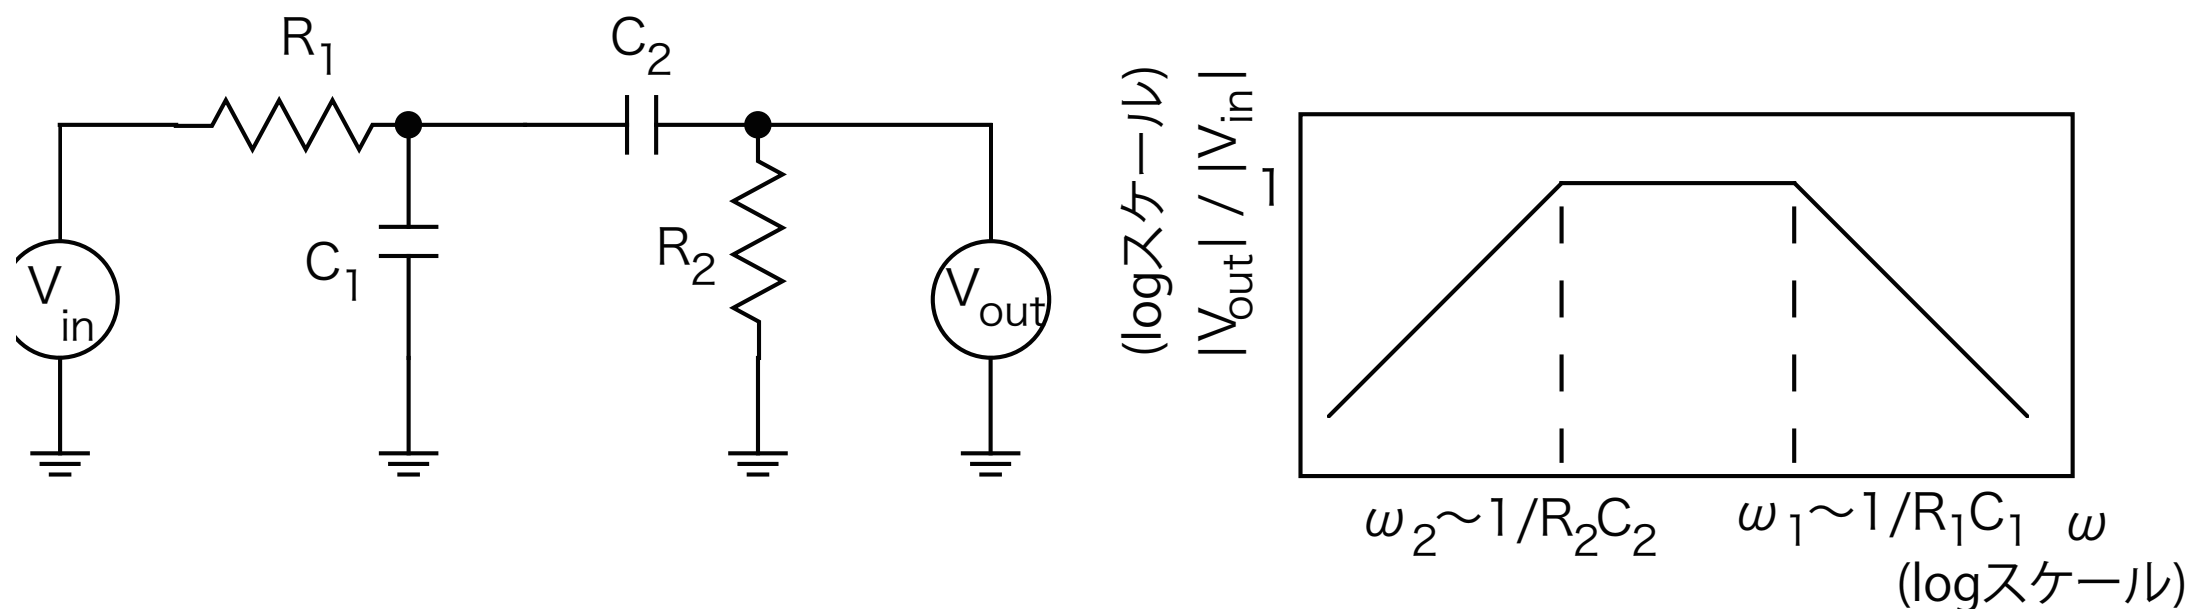 R1
C2
Vin
C1
R2
Vout
|Vout| / |Vin|
(logスケール)
1
ω2~1/R2C2
ω1~1/R1C1
ω
(logスケール)